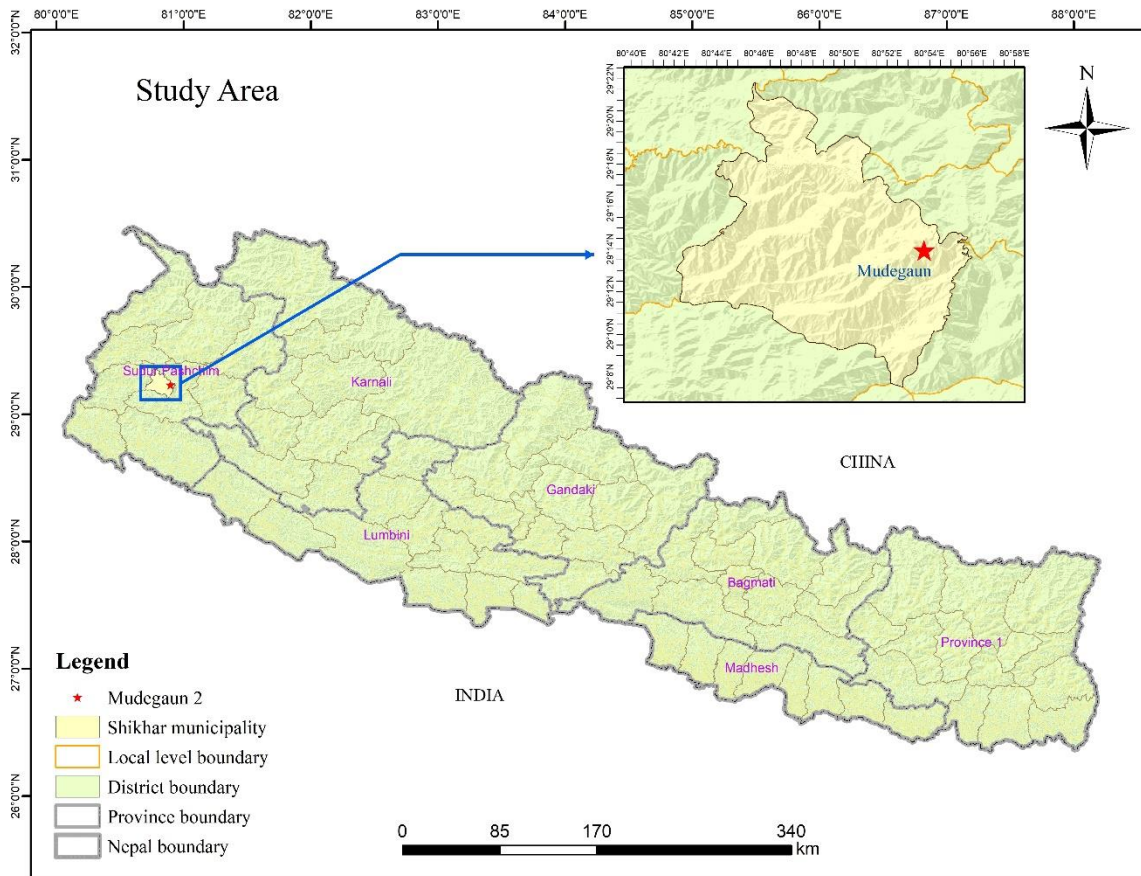 80°0'0"E 81°0'0"E 82°0'0"E 83°0'0"E 84°0'0"E 85°0'0"E 86°0'0"E 87°0'0"E 88°0'0"E
32°0'0"N
31°0'0"N
30°0'0"N
29°0'0"N
28°0'0"N
27°0'0"N
26°0'0"N
Study Area
80°40'E 80°42'E 80°44'E 80°46'E 80°48'E 80°50'E 80°52'E 80°54'E 80°56'E 80°58'E
29°22'N
29°20'N
29°18'N
29°16'N
29°14'N
29°12'N
29°10'N
29°8'N
Mudegaun
N
Sudur Pashchim
Karnali
Gandaki
Lumbini
Bagmati
Province 1
Madhesh
CHINA
INDIA
Legend
Mudegaun 2
Shikhar municipality
Local level boundary
District boundary
Province boundary
Nepal boundary
0 85 170 340
km